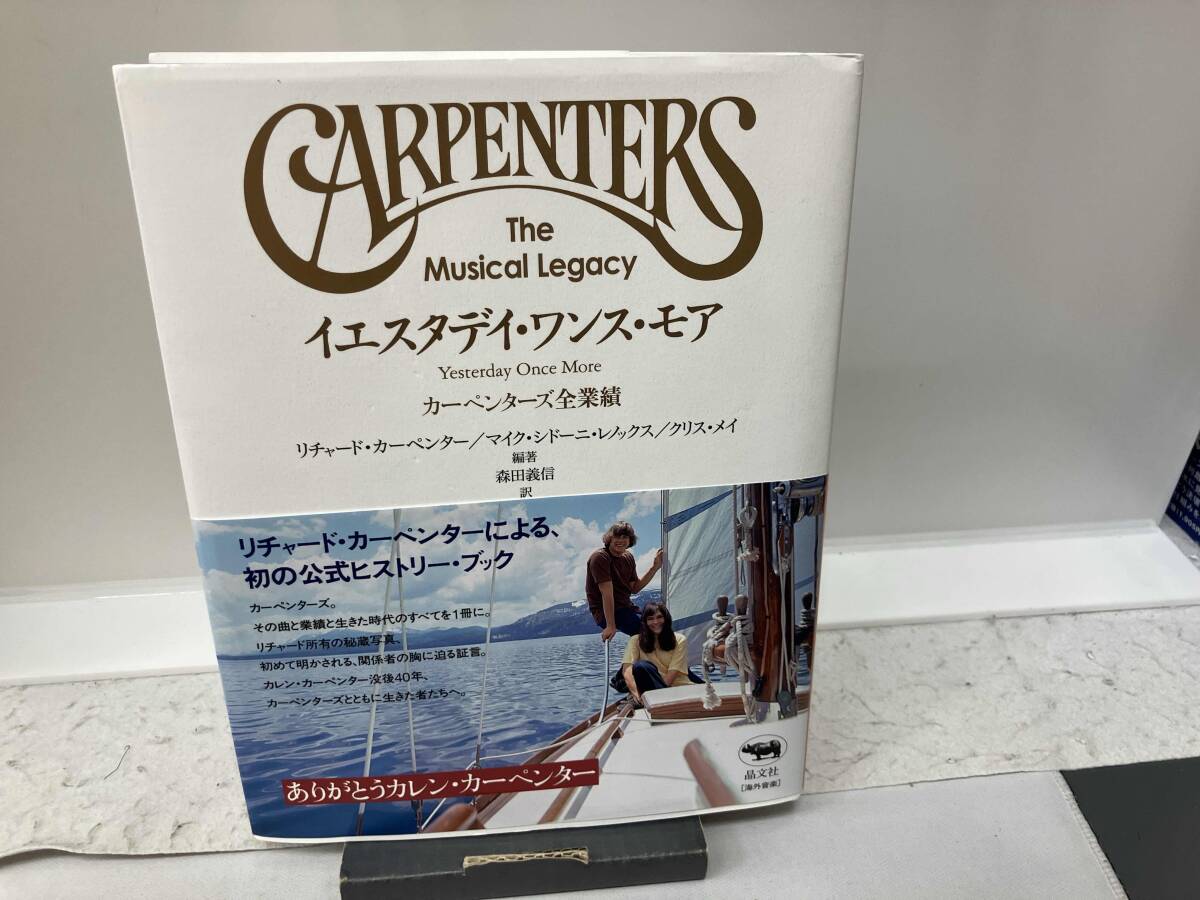 CARPENTERS
The
Musical Legacy
イエスタデイ・ワンス・モア
Yesterday Once More
カーペンターズ全業績
リチャード・カーペンター/マイク・シドーニ・レノックス/クリス・メイ
編著
森田義信
訳
リチャード・カーペンターによる、
初の公式ヒストリー・ブック
カーペンターズ。
その曲と業績と生きた時代のすべてを1冊に。
リチャード所有の秘蔵写真、
初めて明かされる、関係者の胸に迫る証言。
カレン・カーペンター没後40年、
カーペンターズとともに生きた者たちへ。
ありがとうカレン・カーペンター
晶文社
[海外音楽]